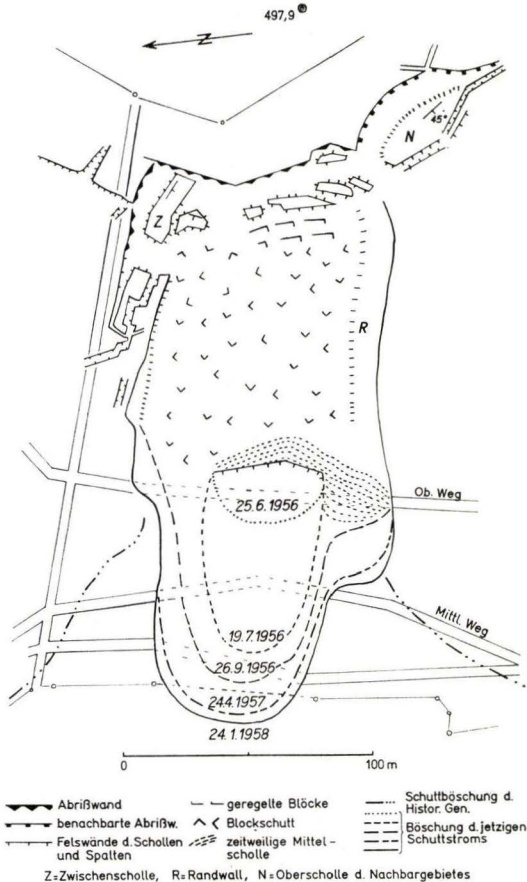 497,9
Z
45°
N
Z
R
Ob. Weg
25.6.1956
Mittl. Weg
19.7.1956
26.9.1956
24.4.1957
24.1.1958
0 100 m
Abrißwand
benachbarte Abrißw.
Felswände d. Schollen
und Spalten
geregelte Blöcke
Blockschutt
zeitweilige Mittel-
scholle
Schuttböschung d.
Histor. Gen.
Böschung d. jetzigen
Schuttstroms
Z=Zwischenscholle, R=Randwall, N=Oberscholle d. Nachbargebietes